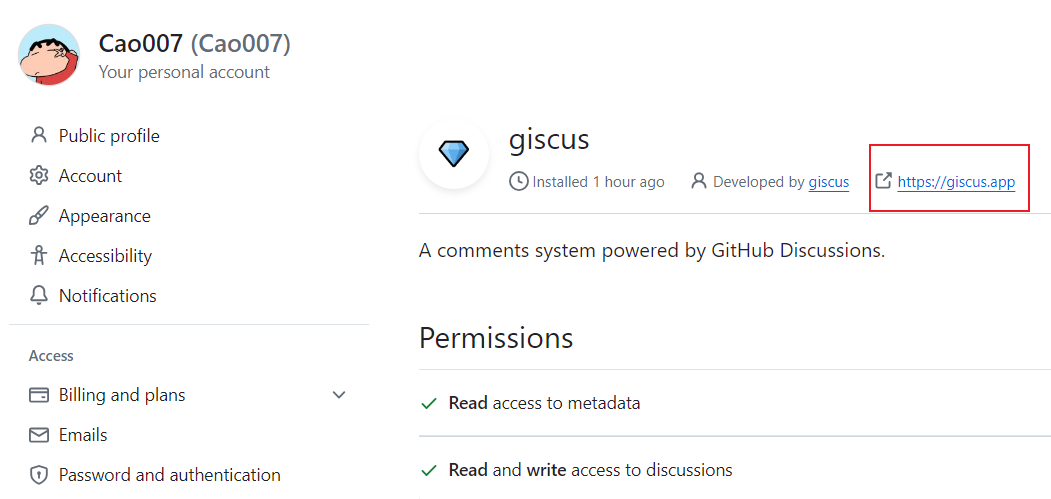 Cao007 (Cao007)
Your personal account
Public profile
Account
Appearance
Accessibility
Notifications
Access
Billing and plans
Emails
Password and authentication
giscus
Installed 1 hour ago Developed by giscus https://giscus.app
A comments system powered by GitHub Discussions.
Permissions
Read access to metadata
Read and write access to discussions